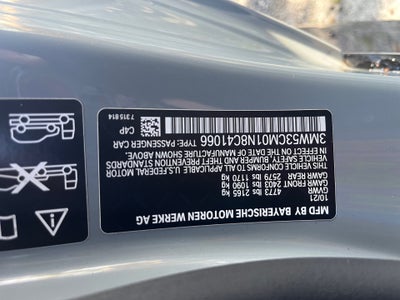 MFD BY BAYERISCHE MOTOREN WERKE AG
10/21
GVWR 4773 lbs 2165 kg
GAWR FRONT 2403 lbs 1090 kg
GAWR REAR 2579 lbs 1170 kg
THIS VEHICLE CONFORMS TO ALL APPLICABLE U.S. FEDERAL MOTOR
VEHICLE SAFETY, BUMPER AND THEFT PREVENTION STANDARDS
IN EFFECT ON THE DATE OF MANUFACTURE SHOWN ABOVE.
3MW53CM01N8C41066 TYPE: PASSENGER CAR
C4P
7315814